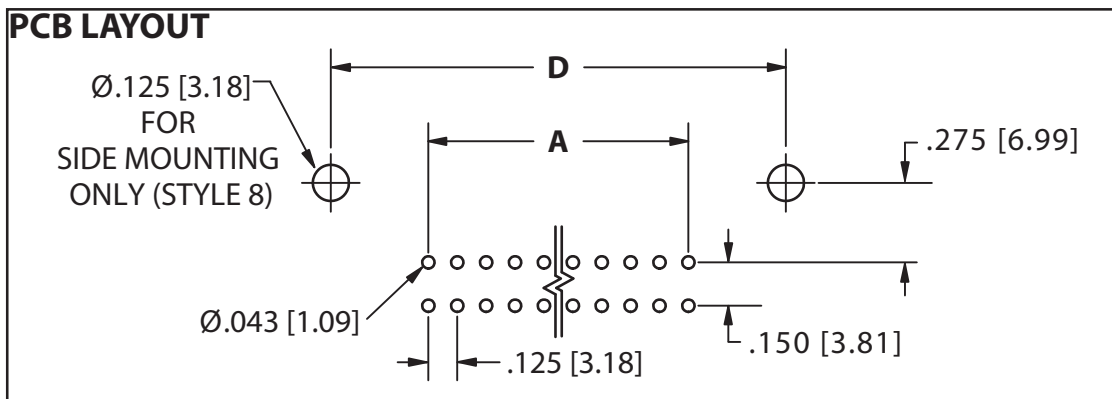 PCB LAYOUT
D
Ø.125 [3.18]
FOR
SIDE MOUNTING
ONLY (STYLE 8)
A
.275 [6.99]
Ø.043 [1.09]
.150 [3.81]
.125 [3.18]